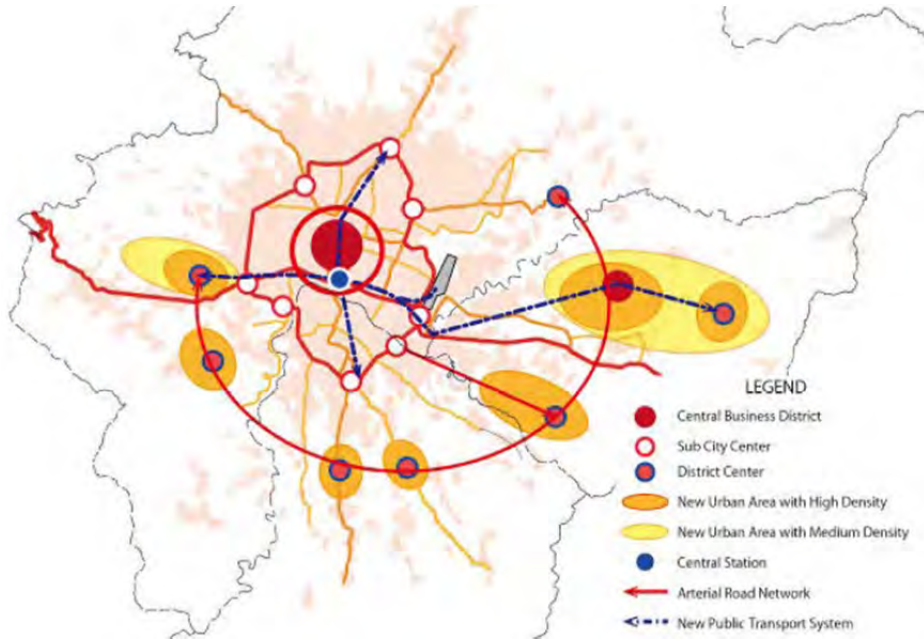 LEGEND
Central Business District
Sub City Center
District Center
New Urban Area with High Density
New Urban Area with Medium Density
Central Station
Arterial Road Network
New Public Transport System